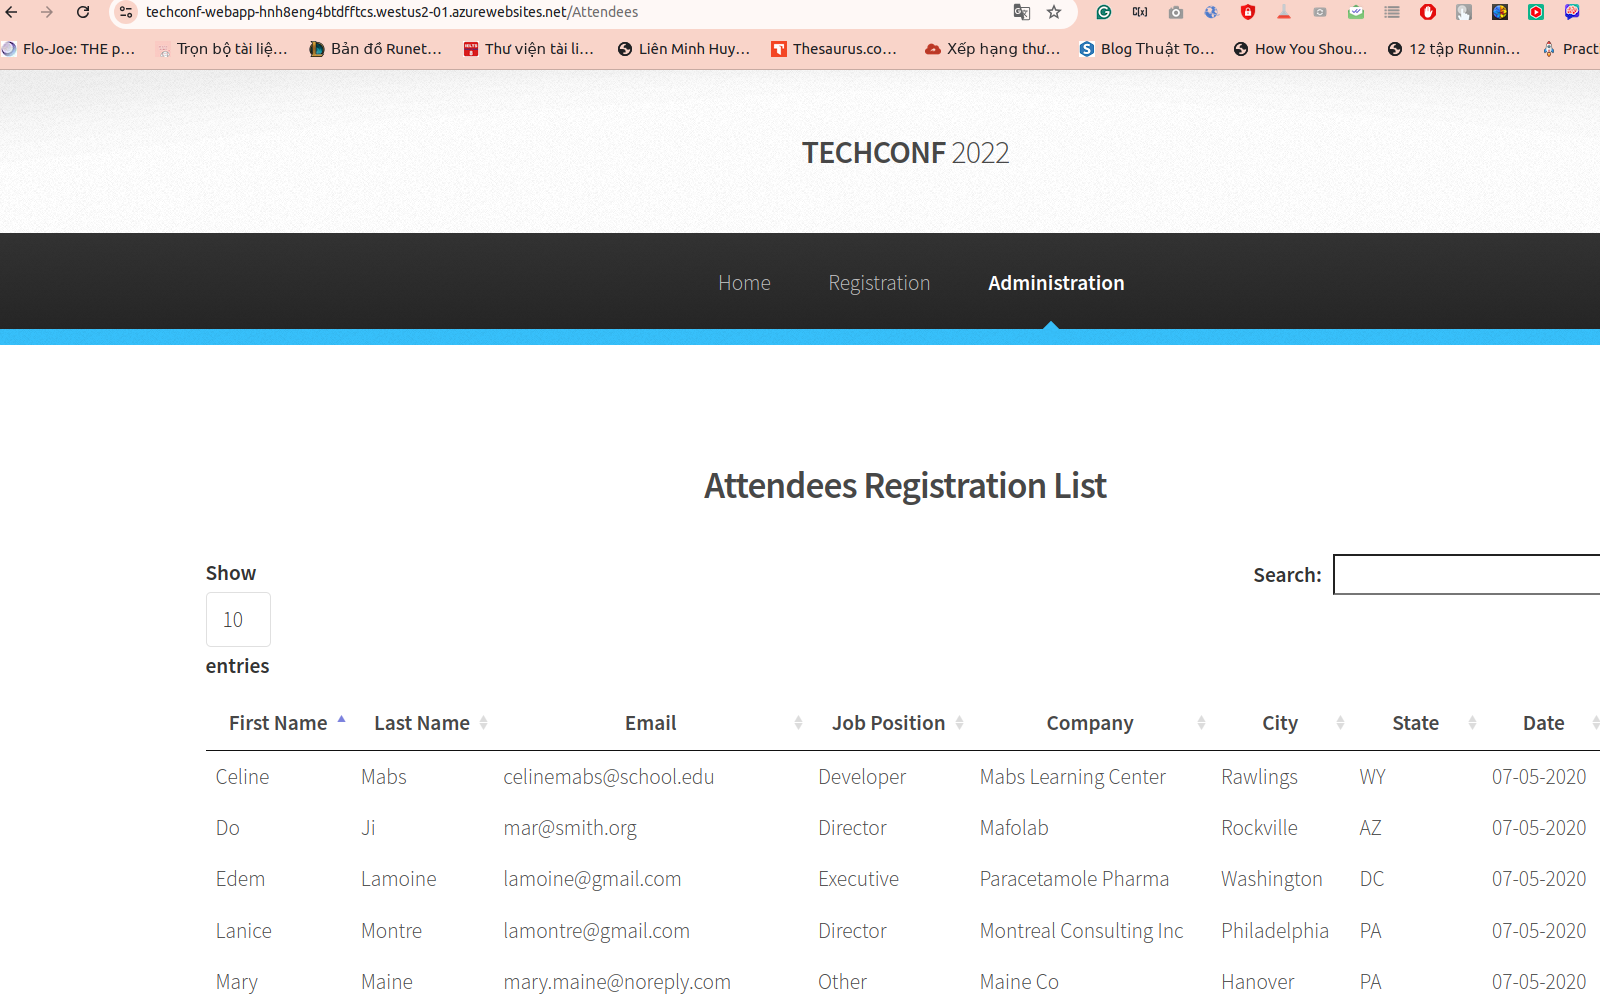 techconf-webapp-hnh8eng4btdfftcs.westus2-01.azurewebsites.net/Attendees
Flo-Joe: THE p... Trọn bộ tài liệ... Bản đồ Runet... Thư viện tài li... Liên Minh Huy... Thesaurus.co... Xếp hạng thư... Blog Thuật To... How You Shou... 12 tập Runnin... Pract
TECHCONF 2022
Home Registration Administration
Attendees Registration List
Show
10
entries
Search:
First Name Last Name Email Job Position Company City State Date
Celine Mabs celinemabs@school.edu Developer Mabs Learning Center Rawlings WY 07-05-2020
Do Ji mar@smith.org Director Mafolab Rockville AZ 07-05-2020
Edem Lamoine lamoine@gmail.com Executive Paracetamole Pharma Washington DC 07-05-2020
Lanice Montre lamontre@gmail.com Director Montreal Consulting Inc Philadelphia PA 07-05-2020
Mary Maine mary.maine@noreply.com Other Maine Co Hanover PA 07-05-2020